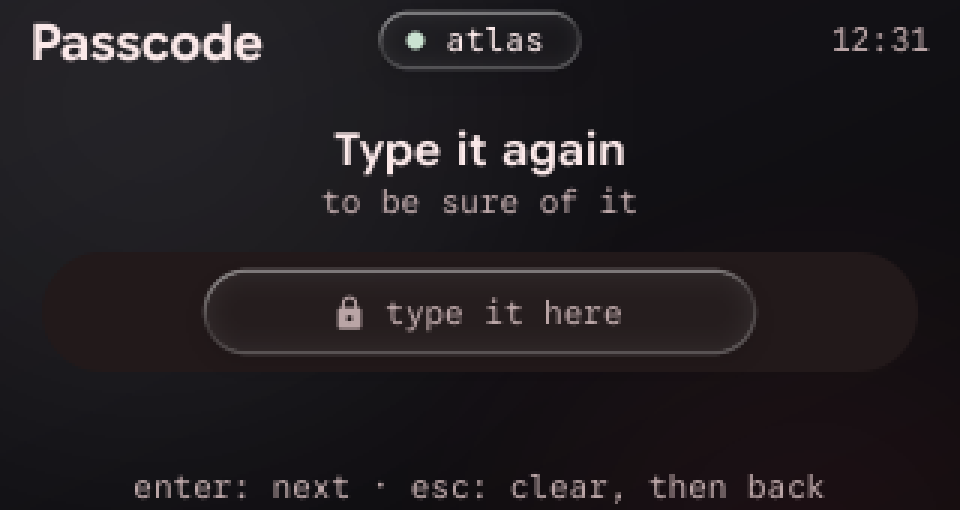 Passcode
atlas
12:31
Type it again
to be sure of it
type it here
enter: next · esc: clear, then back